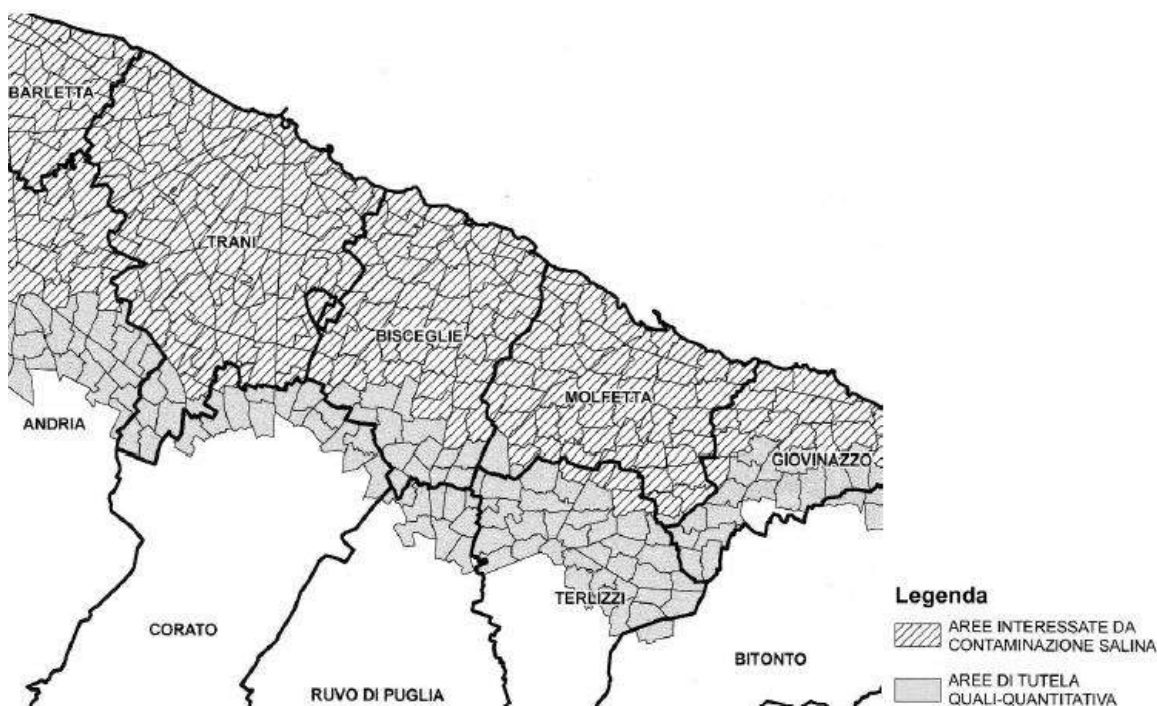 BARLETTA
TRANI
BISCEGLIE
ANDRIA
MOLFETTA
GIOVINAZZO
CORATO
TERLIZZI
RUVO DI PUGLIA
BITONTO
Legenda
AREE INTERESSATE DA
CONTAMINAZIONE SALINA
AREE DI TUTELA
QUALI-QUANTITATIVA